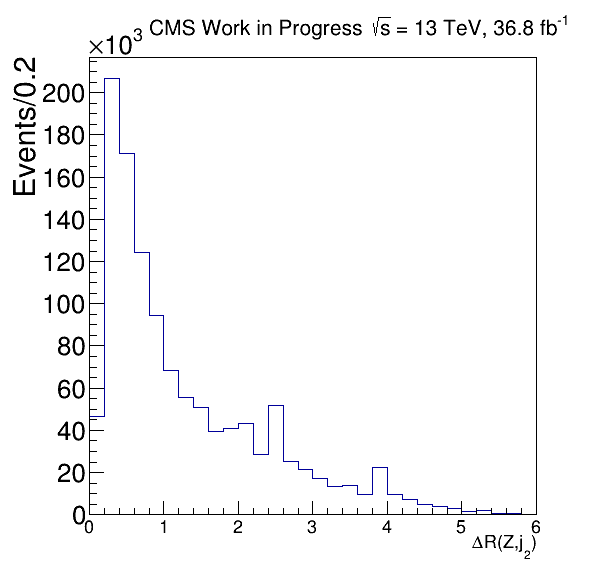 ×10³ CMS Work in Progress √s = 13 TeV, 36.8 fb⁻¹
Events/0.2
200
180
160
140
120
100
80
60
40
20
0
0 1 2 3 4 5 6
ΔR(Z,j₂)